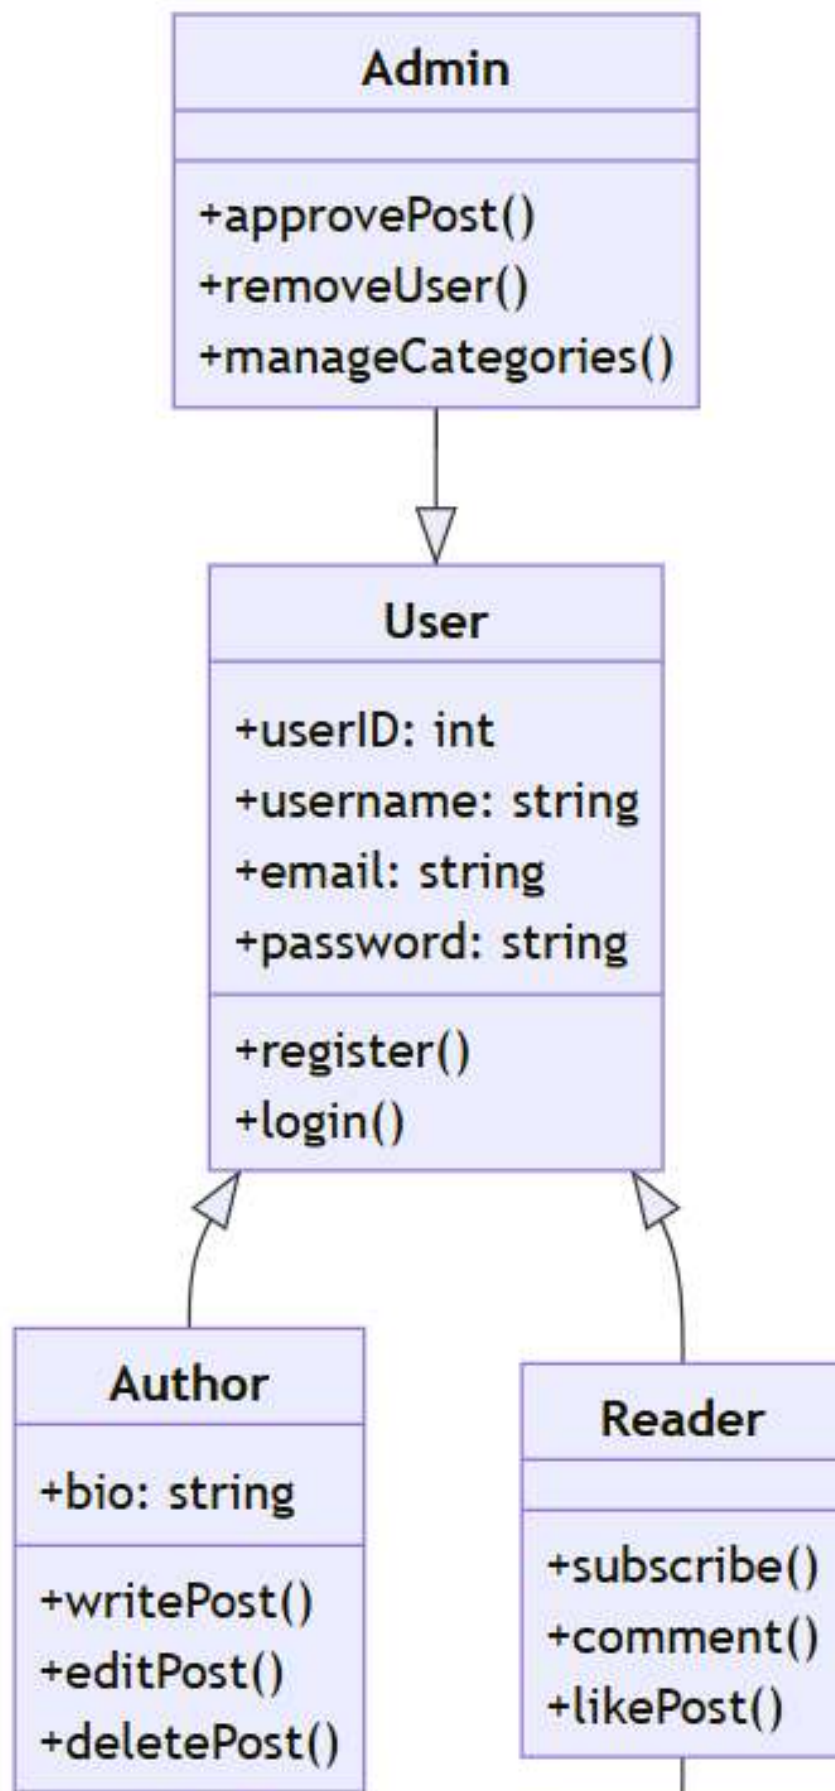 Admin
+approvePost()
+removeUser()
+manageCategories()
User
+userID: int
+username: string
+email: string
+password: string
+register()
+login()
Author
+bio: string
+writePost()
+editPost()
+deletePost()
Reader
+subscribe()
+comment()
+likePost()